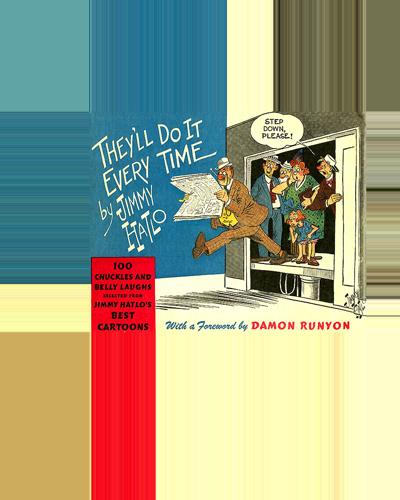 THEY'LL DO IT
EVERY TIME
by JIMMY
HATLO
STEP
DOWN,
PLEASE!
100
CHUCKLES AND
BELLY LAUGHS
SELECTED FROM
JIMMY HATLO'S
BEST
CARTOONS
With a Foreword by DAMON RUNYON